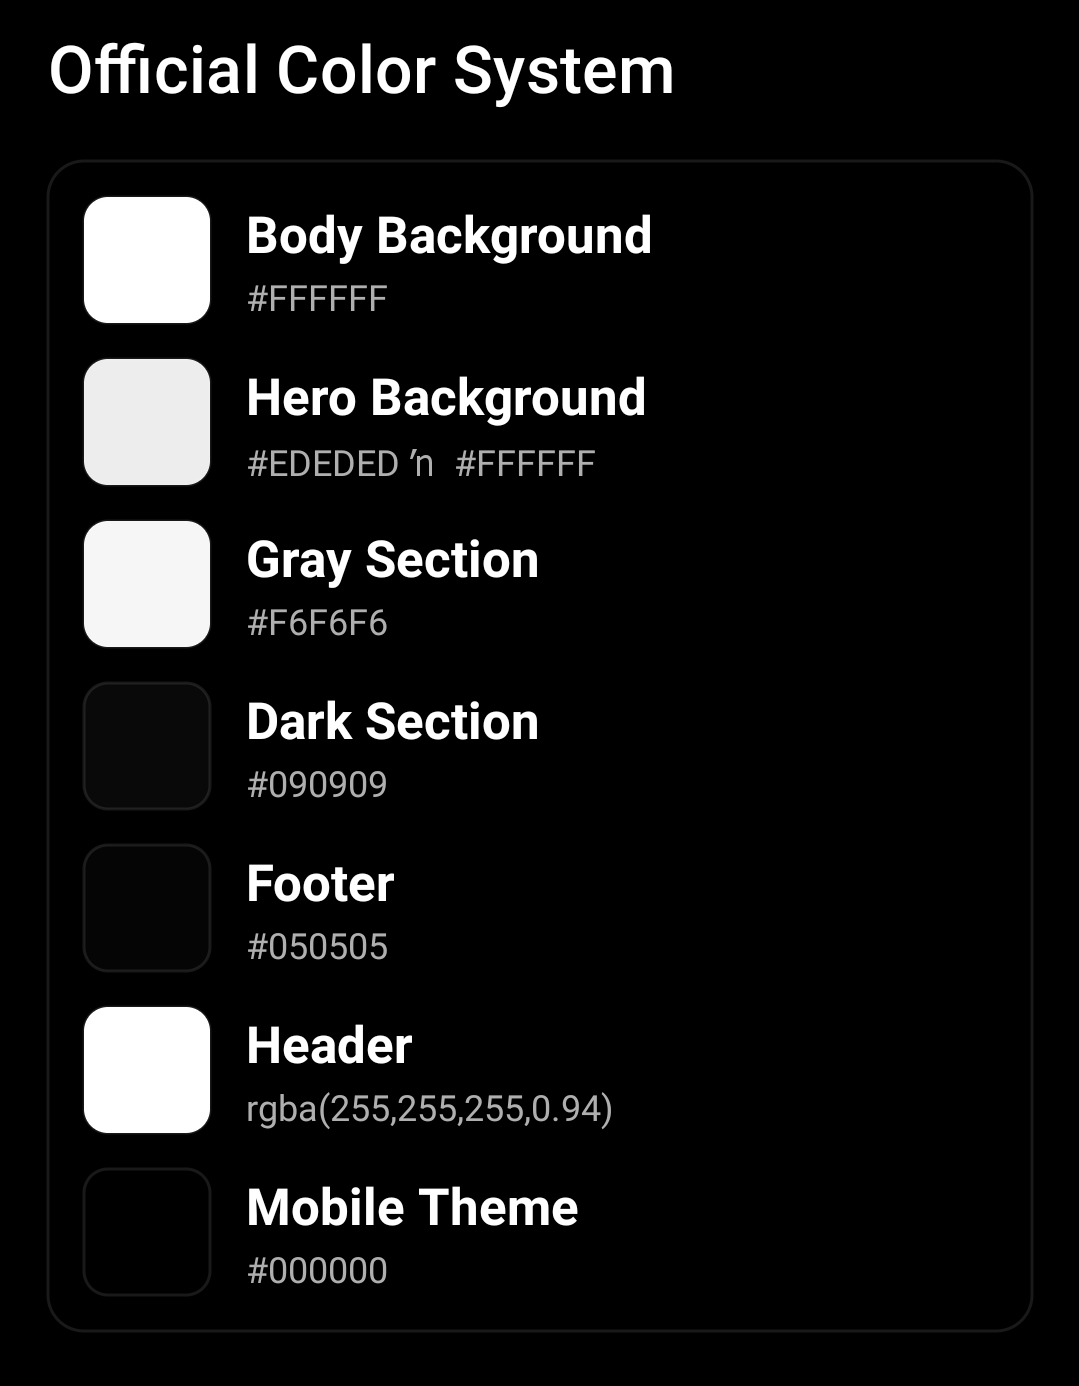 Official Color System
Body Background
#FFFFFF
Hero Background
#EDEDED ŉ #FFFFFF
Gray Section
#F6F6F6
Dark Section
#090909
Footer
#050505
Header
rgba(255,255,255,0.94)
Mobile Theme
#000000